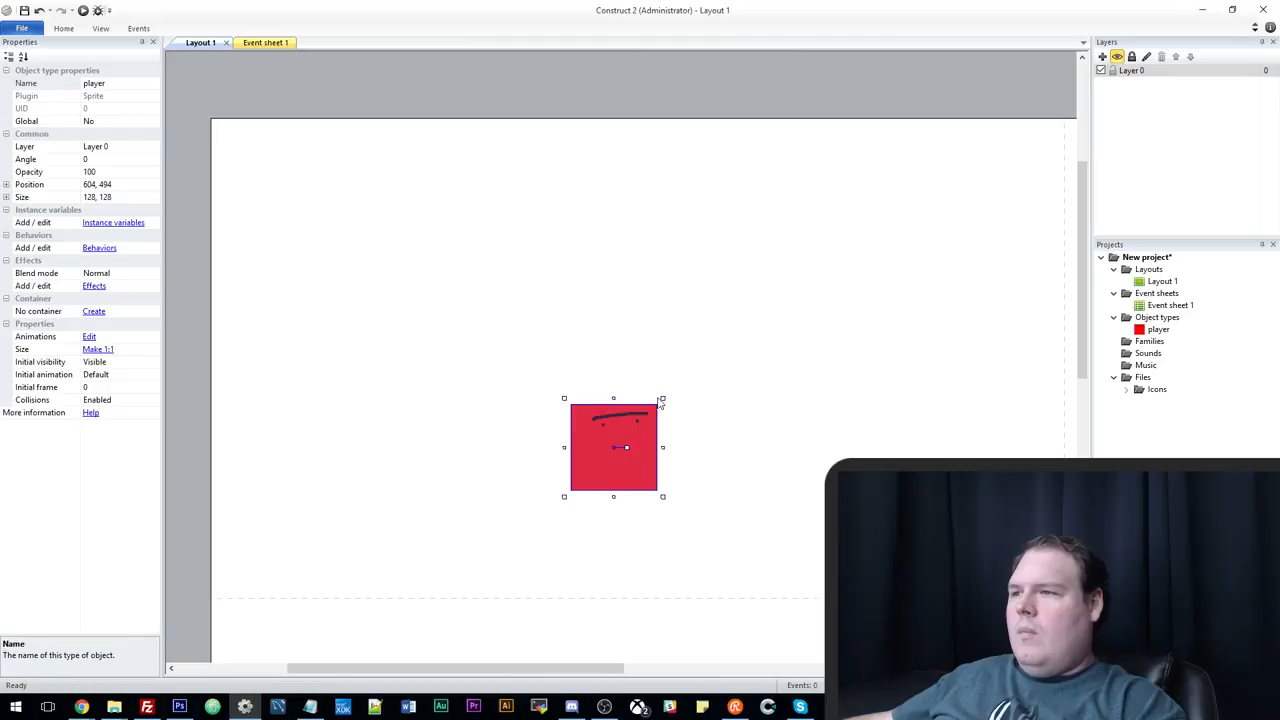 Construct 2 (Administrator) - Layout 1
File
Home
View
Events
Properties
Layout 1
Event sheet 1
Layers
Object type properties
Name player
Plugin Sprite
UID 0
Global No
Common
Layer Layer 0
Angle 0
Opacity 100
Position 604, 494
Size 128, 128
Instance variables
Add / edit Instance variables
Behaviors
Add / edit Behaviors
Effects
Blend mode Normal
Add / edit Effects
Container
No container Create
Properties
Animations Edit
Size Make 1:1
Initial visibility Visible
Initial animation Default
Initial frame 0
Collisions Enabled
More information Help
Name
The name of this type of object.
Ready
Events: 0
Layer 0 0
Projects
New project*
Layouts
Layout 1
Event sheets
Event sheet 1
Object types
player
Families
Sounds
Music
Files
Icons
Ps
XDK
W
Au
Pr
Ai